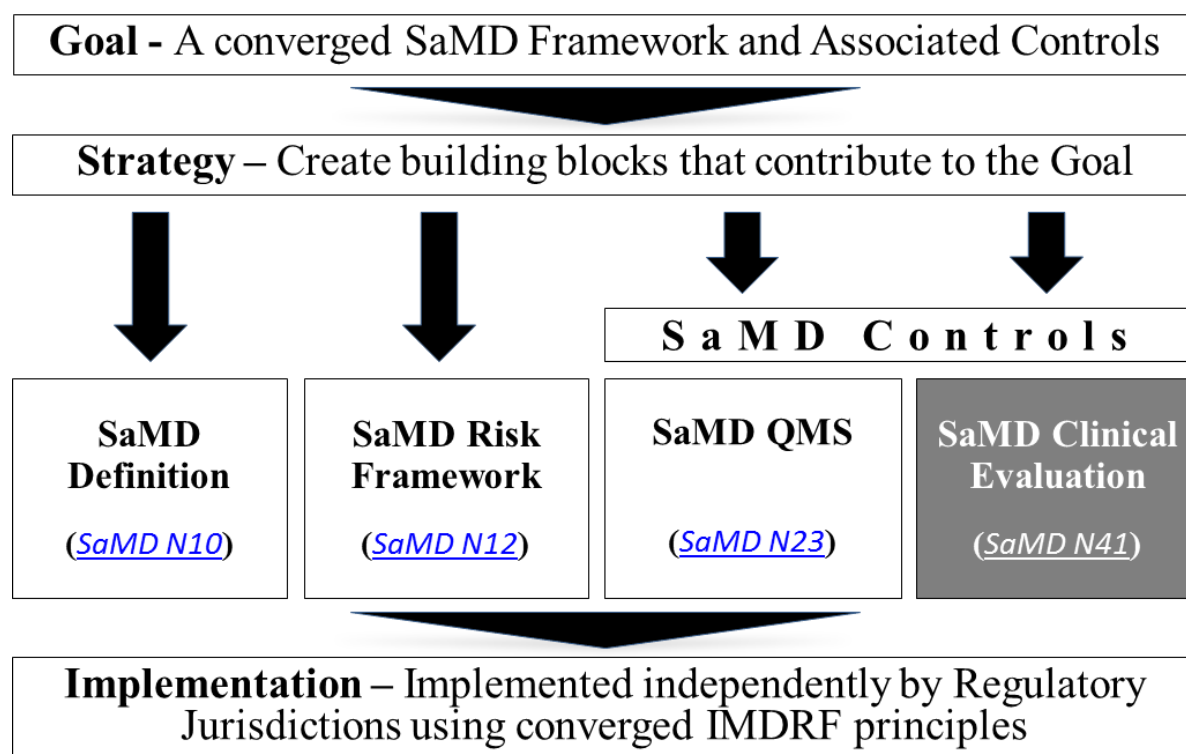 Goal - A converged SaMD Framework and Associated Controls
Strategy – Create building blocks that contribute to the Goal
SaMD Controls
SaMD
Definition
(SaMD N10)
SaMD Risk
Framework
(SaMD N12)
SaMD QMS
(SaMD N23)
SaMD Clinical
Evaluation
(SaMD N41)
Implementation – Implemented independently by Regulatory
Jurisdictions using converged IMDRF principles